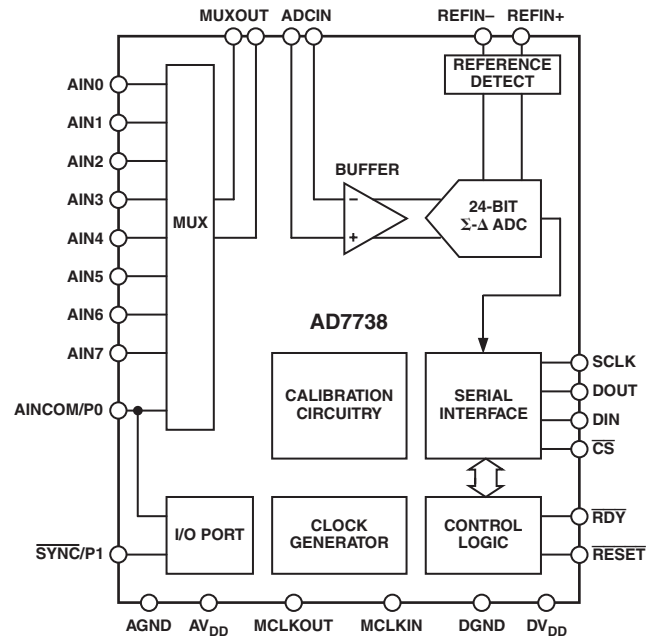 MUXOUT ADCIN REFIN– REFIN+
REFERENCE
DETECT
AIN0
AIN1
AIN2
AIN3
AIN4
AIN5
AIN6
AIN7
AINCOM/P0
SYNC/P1
MUX
BUFFER
–
+
24-BIT
Σ-Δ ADC
AD7738
CALIBRATION
CIRCUITRY
SERIAL
INTERFACE
SCLK
DOUT
DIN
CS
I/O PORT
CLOCK
GENERATOR
CONTROL
LOGIC
RDY
RESET
AGND AVDD MCLKOUT MCLKIN DGND DVDD